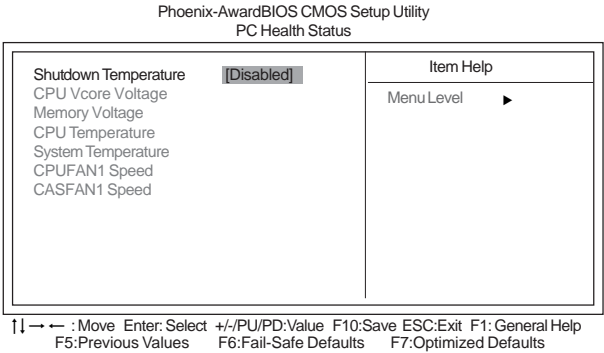 Phoenix-AwardBIOS CMOS Setup Utility
PC Health Status
Shutdown Temperature [Disabled]
CPU Vcore Voltage
Memory Voltage
CPU Temperature
System Temperature
CPUFAN1 Speed
CASFAN1 Speed
Item Help
Menu Level ►
↑↓→← : Move Enter: Select +/-/PU/PD:Value F10:Save ESC:Exit F1: General Help
F5:Previous Values F6:Fail-Safe Defaults F7:Optimized Defaults